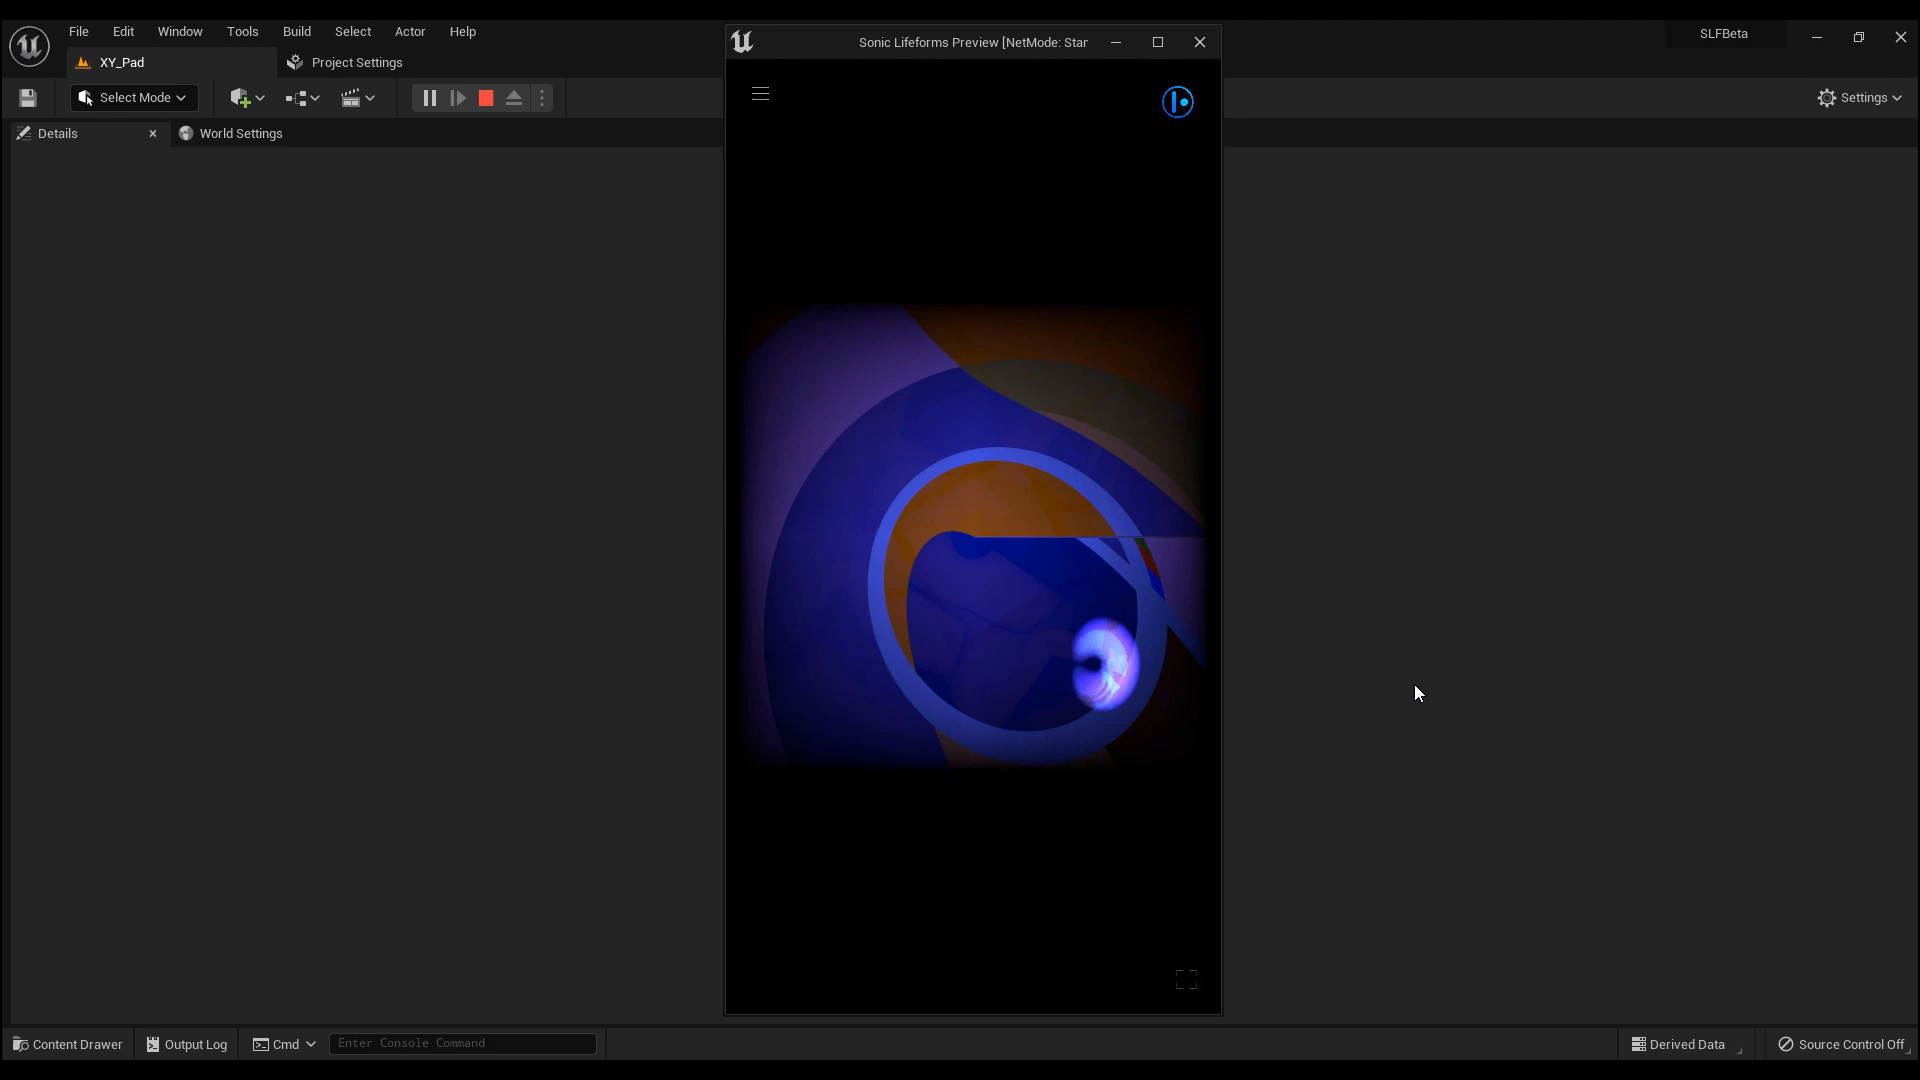 File Edit Window Tools Build Select Actor Help
Sonic Lifeforms Preview [NetMode: Star
SLFBeta
XY_Pad
Project Settings
Select Mode
Settings
Details
World Settings
Content Drawer
Output Log
Cmd
Enter Console Command
Derived Data
Source Control Off